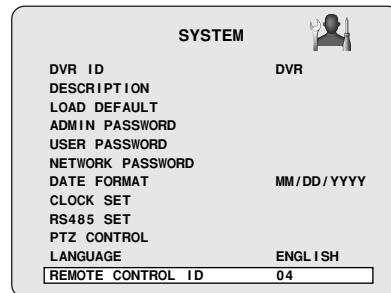 SYSTEM
DVR ID DVR
DESCRIPTION
LOAD DEFAULT
ADMIN PASSWORD
USER PASSWORD
NETWORK PASSWORD
DATE FORMAT MM/DD/YYYY
CLOCK SET
RS485 SET
PTZ CONTROL
LANGUAGE ENGLISH
REMOTE CONTROL ID 04